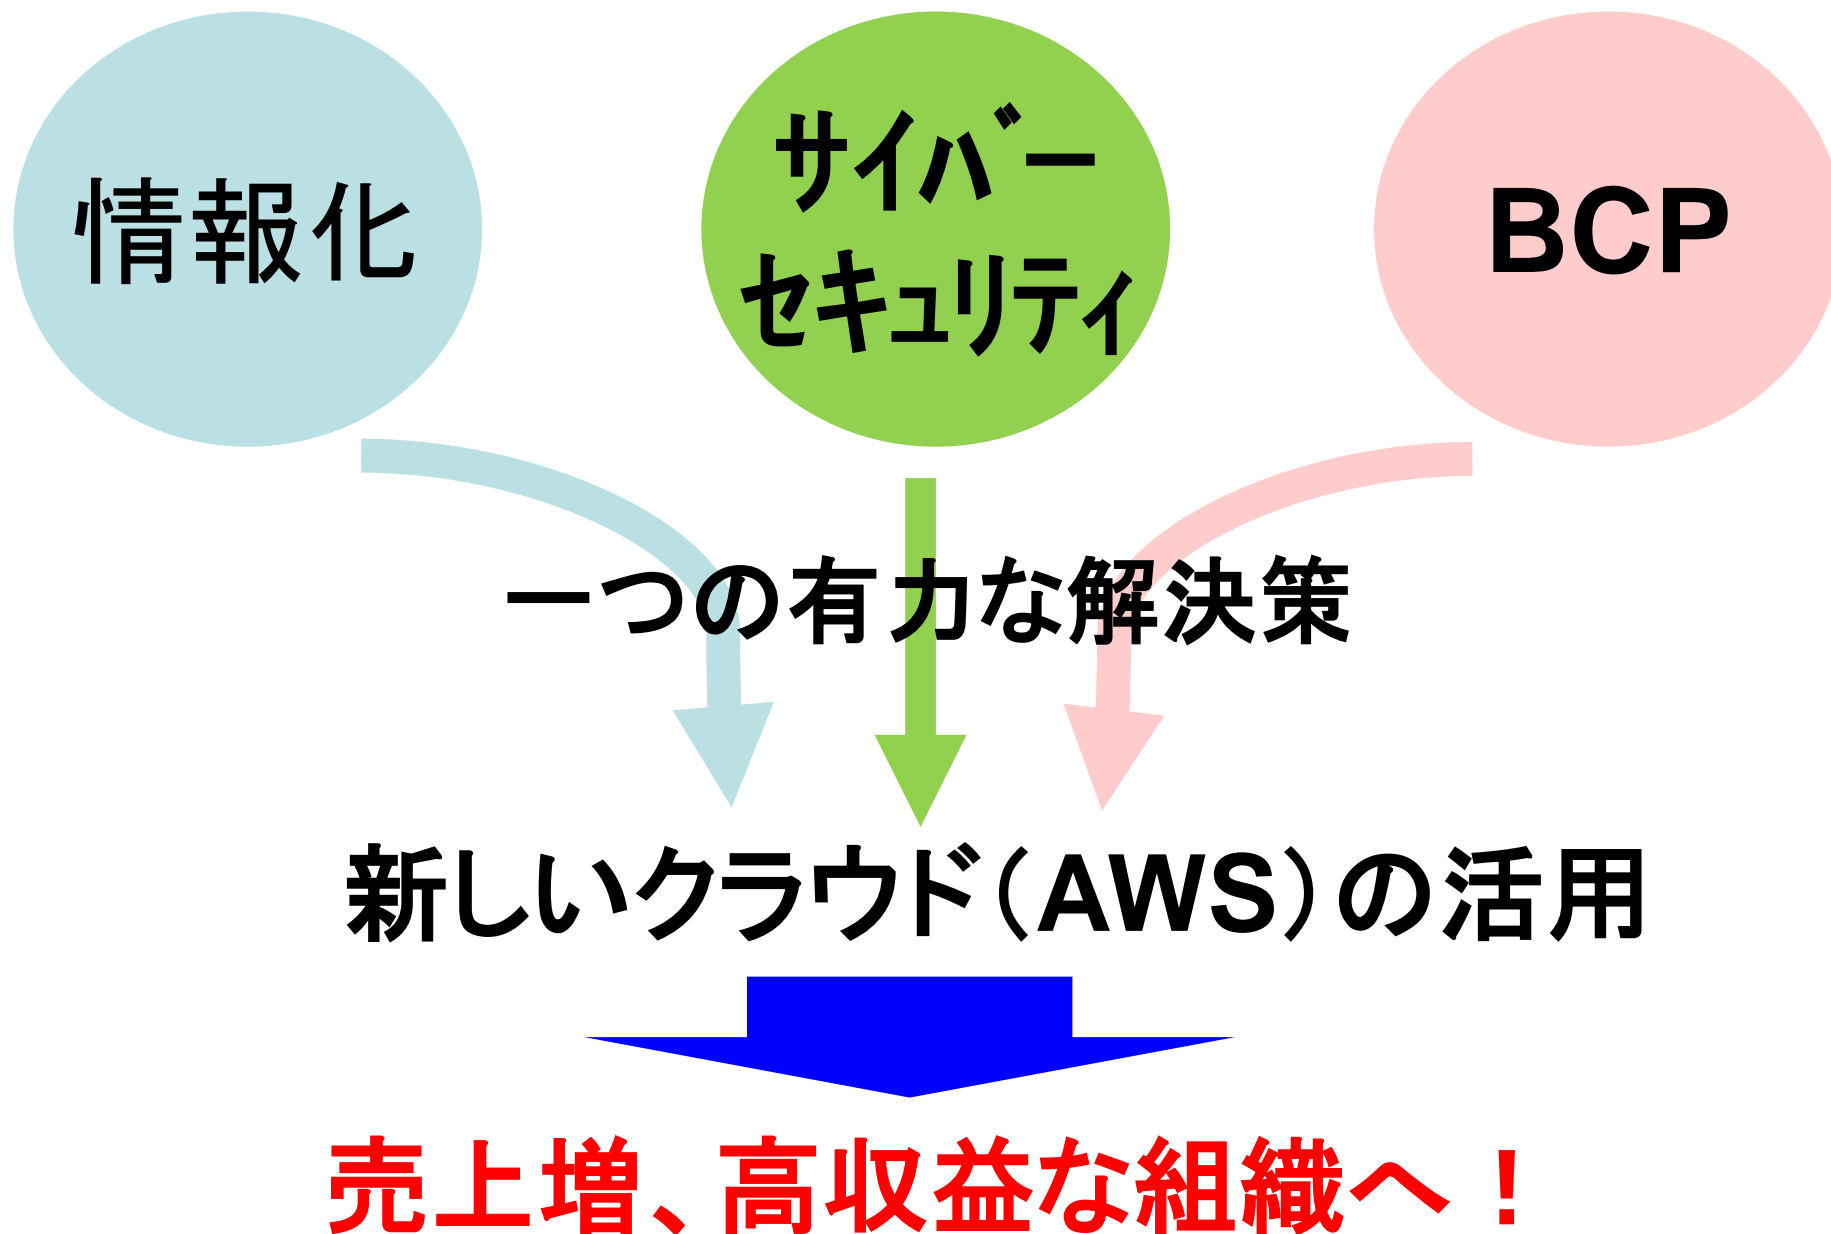 情報化
サイバー
セキュリティ
BCP
一つの有力な解決策
新しいクラウド（AWS）の活用
売上増、高収益な組織へ！